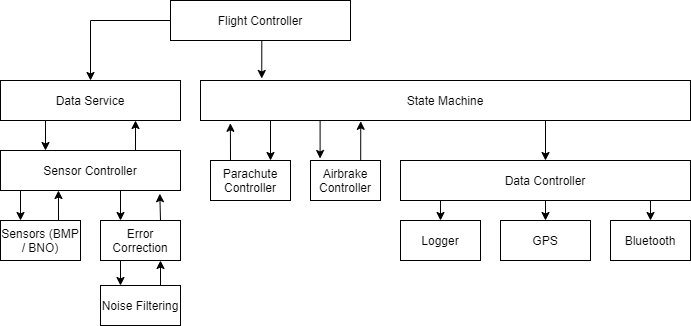 Flight Controller
Data Service
State Machine
Sensor Controller
Parachute
Controller
Airbrake
Controller
Data Controller
Sensors (BMP
/ BNO)
Error
Correction
Logger
GPS
Bluetooth
Noise Filtering